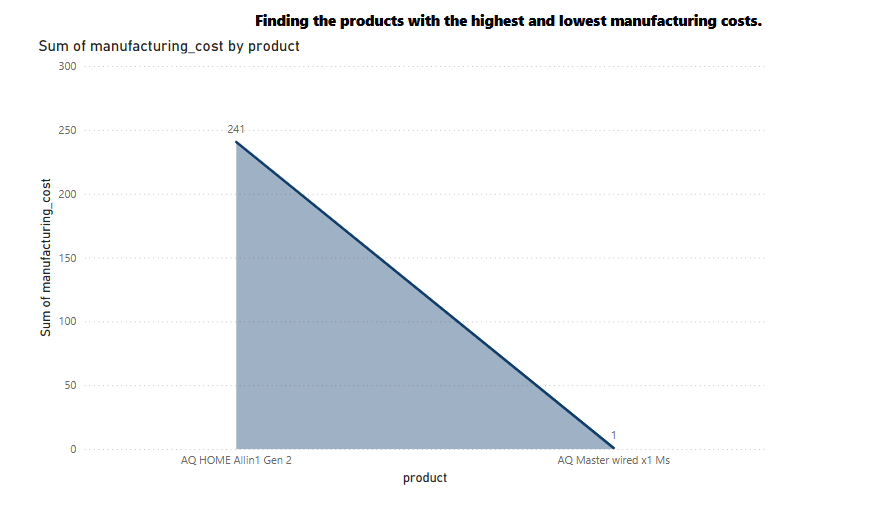 Finding the products with the highest and lowest manufacturing costs.
Sum of manufacturing_cost by product
300
250
200
150
100
50
0
Sum of manufacturing_cost
241
1
AQ HOME Allin1 Gen 2
AQ Master wired x1 Ms
product